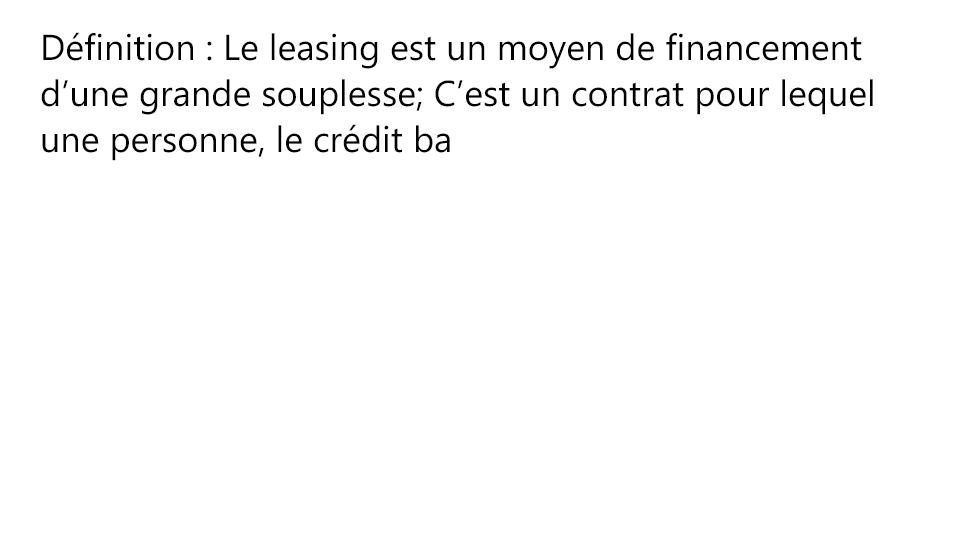 Définition : Le leasing est un moyen de financement
d’une grande souplesse; C’est un contrat pour lequel
une personne, le crédit ba